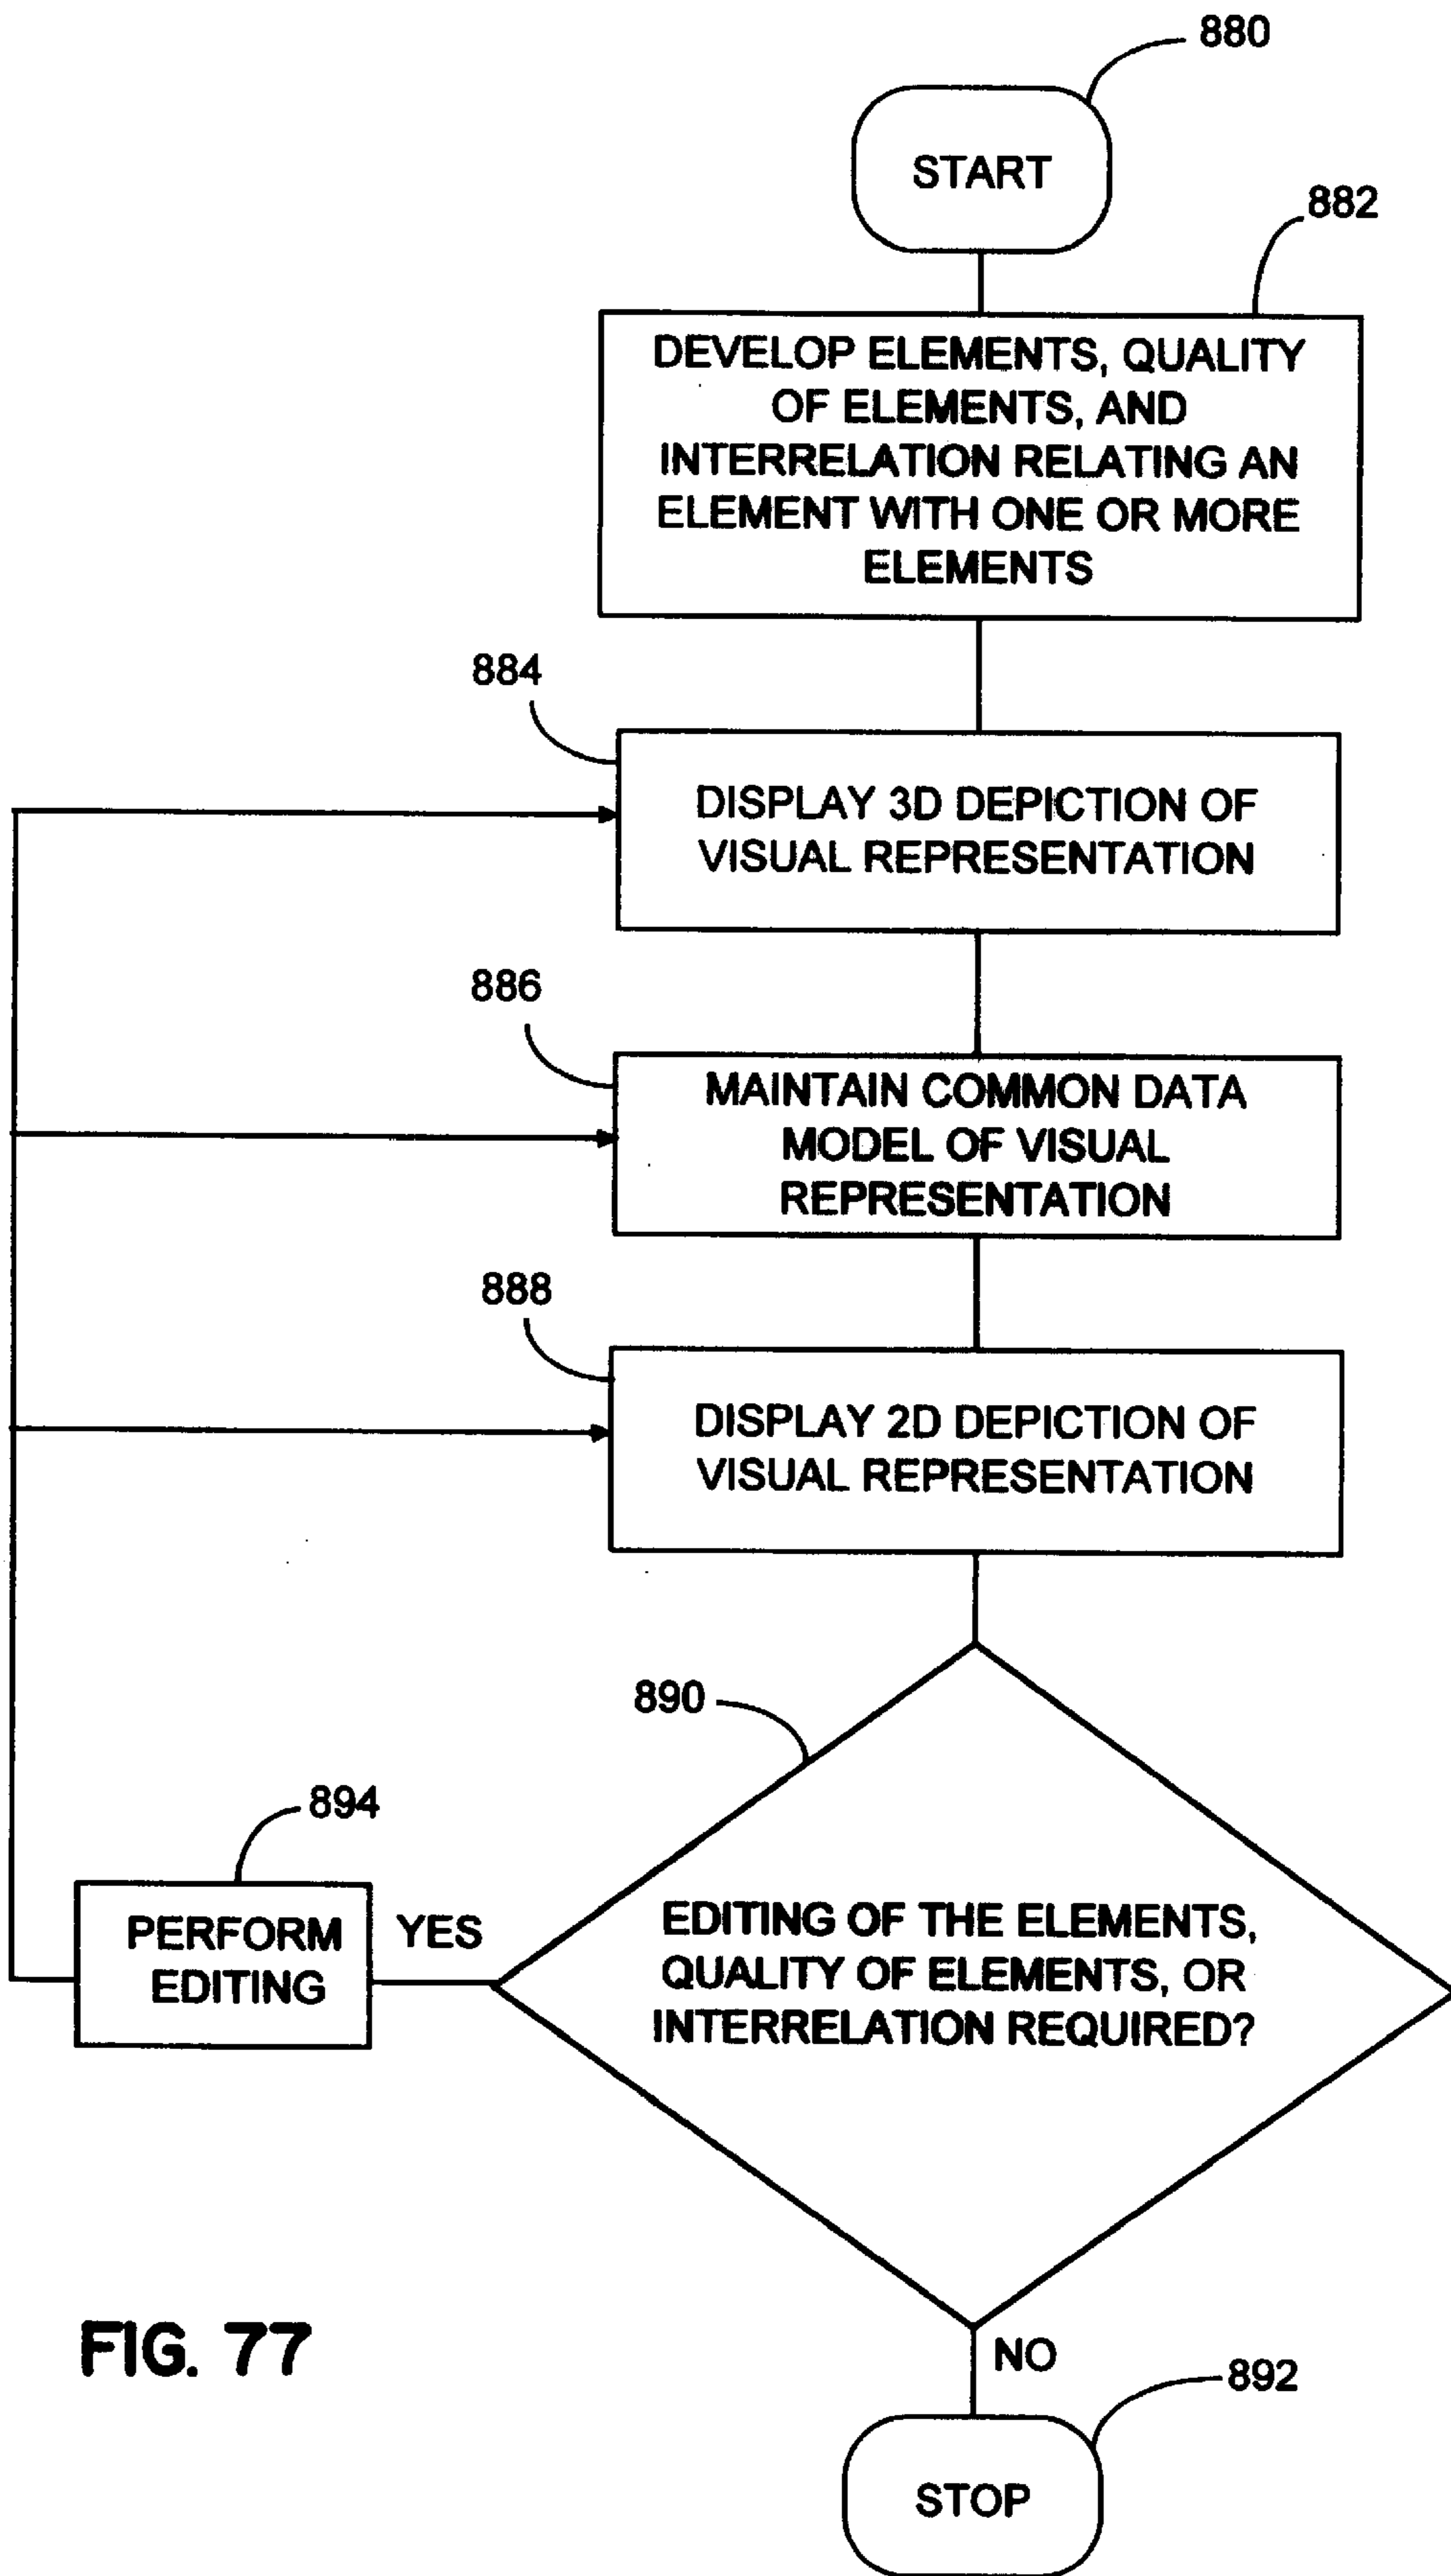 880
START
882
DEVELOP ELEMENTS, QUALITY
OF ELEMENTS, AND
INTERRELATION RELATING AN
ELEMENT WITH ONE OR MORE
ELEMENTS
884
DISPLAY 3D DEPICTION OF
VISUAL REPRESENTATION
886
MAINTAIN COMMON DATA
MODEL OF VISUAL
REPRESENTATION
888
DISPLAY 2D DEPICTION OF
VISUAL REPRESENTATION
890
894
PERFORM
EDITING
YES
EDITING OF THE ELEMENTS,
QUALITY OF ELEMENTS, OR
INTERRELATION REQUIRED?
FIG. 77
NO
892
STOP